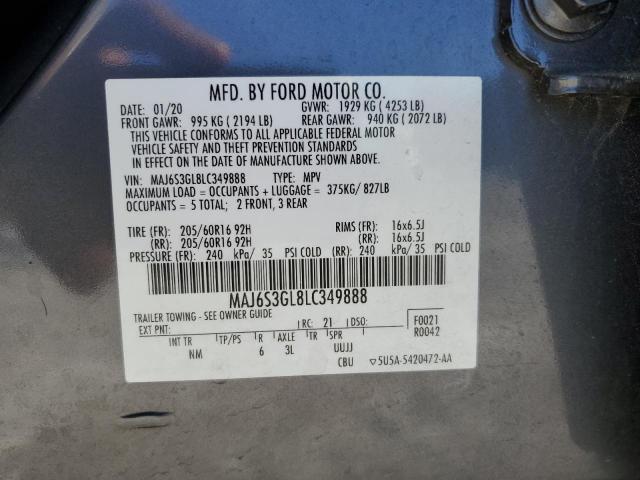 MFD. BY FORD MOTOR CO.
DATE: 01/20 GVWR: 1929 KG ( 4253 LB)
FRONT GAWR: 995 KG ( 2194 LB) REAR GAWR: 940 KG ( 2072 LB)
THIS VEHICLE CONFORMS TO ALL APPLICABLE FEDERAL MOTOR
VEHICLE SAFETY AND THEFT PREVENTION STANDARDS
IN EFFECT ON THE DATE OF MANUFACTURE SHOWN ABOVE.
VIN: MAJ6S3GL8LC349888 TYPE: MPV
MAXIMUM LOAD = OCCUPANTS + LUGGAGE = 375KG/ 827LB
OCCUPANTS = 5 TOTAL; 2 FRONT, 3 REAR
TIRE (FR): 205/60R16 92H RIMS (FR): 16x6.5J
(RR): 205/60R16 92H (RR): 16x6.5J
PRESSURE (FR): 240 kPa/ 35 PSI COLD (RR): 240 kPa/ 35 PSI COLD
MAJ6S3GL8LC349888
TRAILER TOWING - SEE OWNER GUIDE
EXT PNT: RC: 21 DSO: F0021
R0042
INT TR TP/PS R AXLE TR SPR
NM 6 3L UUJJ
CBU ▽5U5A-5420472-AA